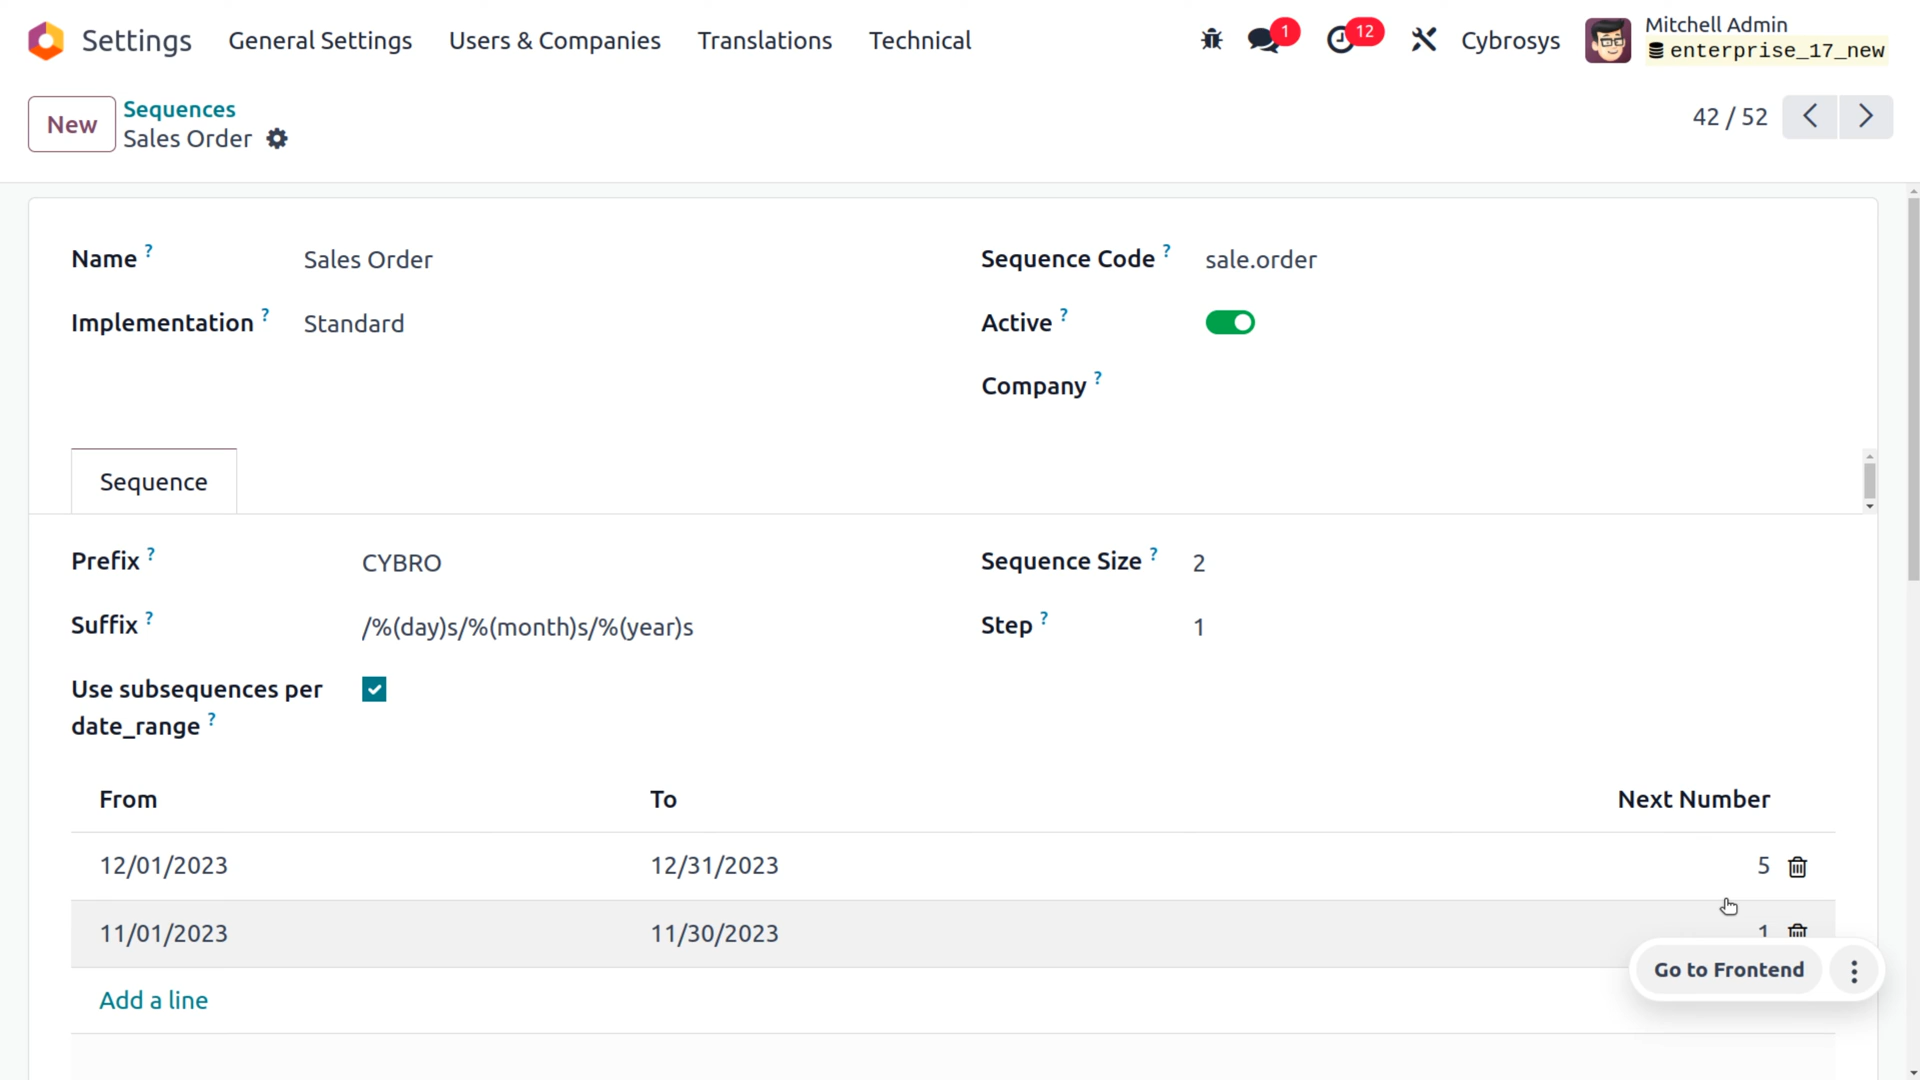 Settings General Settings Users & Companies Translations Technical 1 12 Cybrosys Mitchell Admin
enterprise_17_new
New Sequences
Sales Order
42 / 52
Name ? Sales Order Sequence Code ? sale.order
Implementation ? Standard Active ?
Company ?
Sequence
Prefix ? CYBRO Sequence Size ? 2
Suffix ? /%(day)s/%(month)s/%(year)s Step ? 1
Use subsequences per
date_range ?
From To Next Number
12/01/2023 12/31/2023 5
11/01/2023 11/30/2023 1
Go to Frontend
Add a line